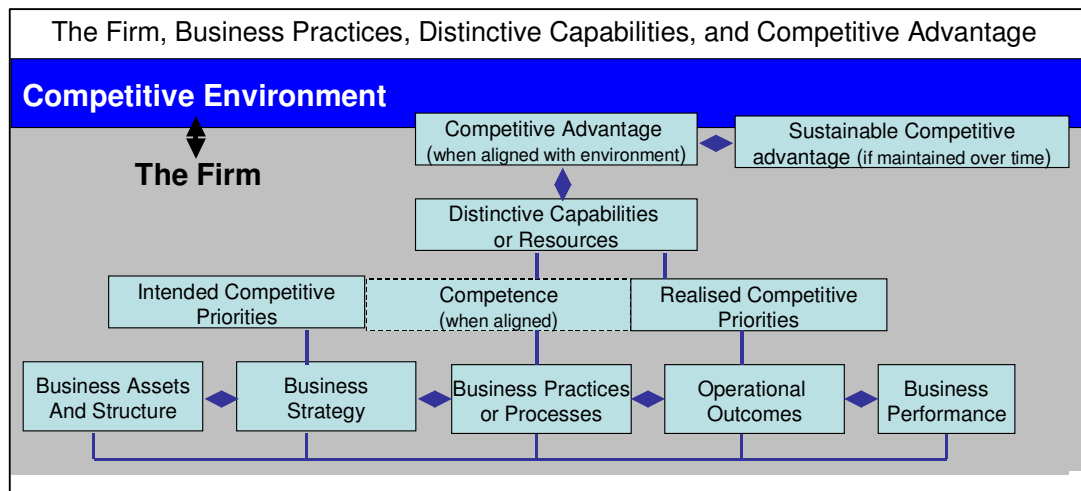 The Firm, Business Practices, Distinctive Capabilities, and Competitive Advantage
Competitive Environment
The Firm
Competitive Advantage
(when aligned with environment)
Sustainable Competitive
advantage (if maintained over time)
Distinctive Capabilities
or Resources
Intended Competitive
Priorities
Competence
(when aligned)
Realised Competitive
Priorities
Business Assets
And Structure
Business
Strategy
Business Practices
or Processes
Operational
Outcomes
Business
Performance